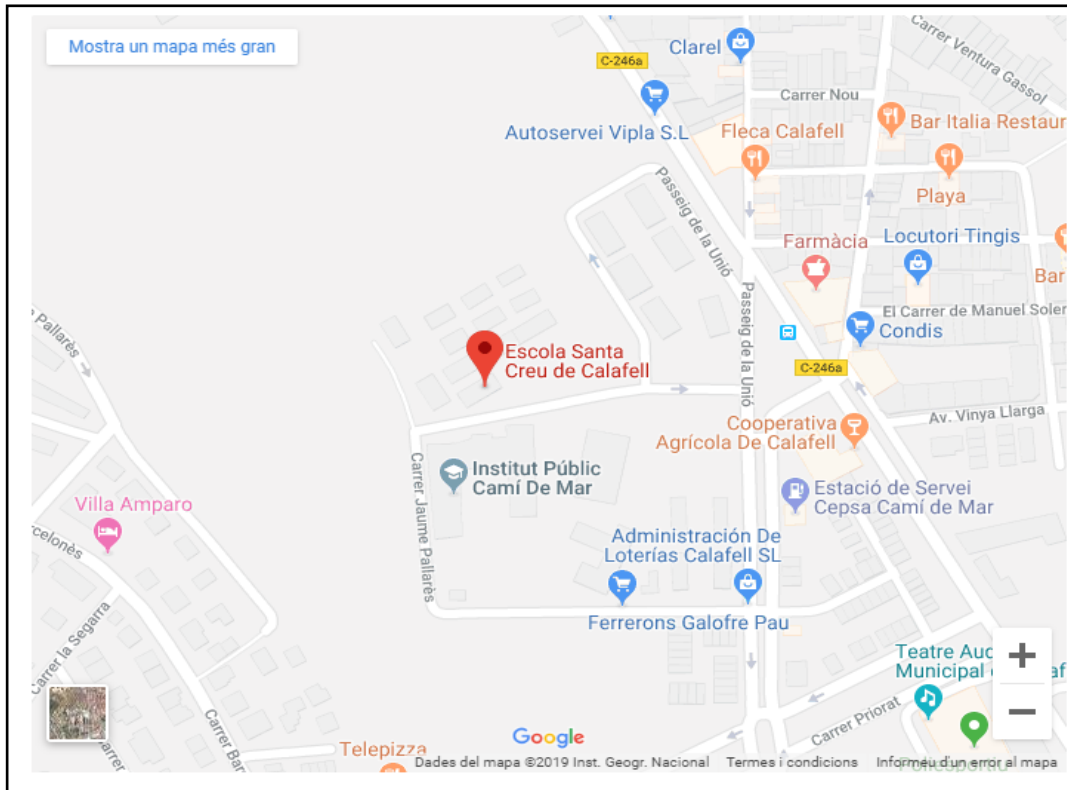 Mostra un mapa més gran
Clarel
C-246a
Carrer Ventura Gassol
Carrer Nou
Autoservei Vipla S.L
Fleca Calafell
Bar Italia Restaur
Passeig de la Unió
Playa
Farmàcia
Locutori Tingis
Bar
Passeig de la Unió
El Carrer de Manuel Soler
Condis
Pallarès
Escola Santa
Creu de Calafell
C-246a
Av. Vinya Llarga
Cooperativa
Agrícola De Calafell
Institut Públic
Camí De Mar
Carrer Jaume Pallarès
Estació de Servei
Cepsa Camí de Mar
Villa Amparo
rcelonès
Administración De
Loterías Calafell SL
Ferrerons Galofre Pau
Carrer la Segarra
Teatre Aud
Municipal
af
+
−
Carrer Priorat
Carrer Bar
Google
Telepizza
Dades del mapa ©2019 Inst. Geogr. Nacional
Termes i condicions
Informeu d'un error al mapa